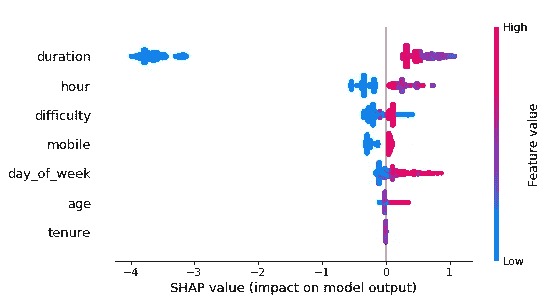 High
duration
hour
difficulty
mobile
day_of_week
age
tenure
Feature value
Low
−4
−3
−2
−1
0
1
SHAP value (impact on model output)